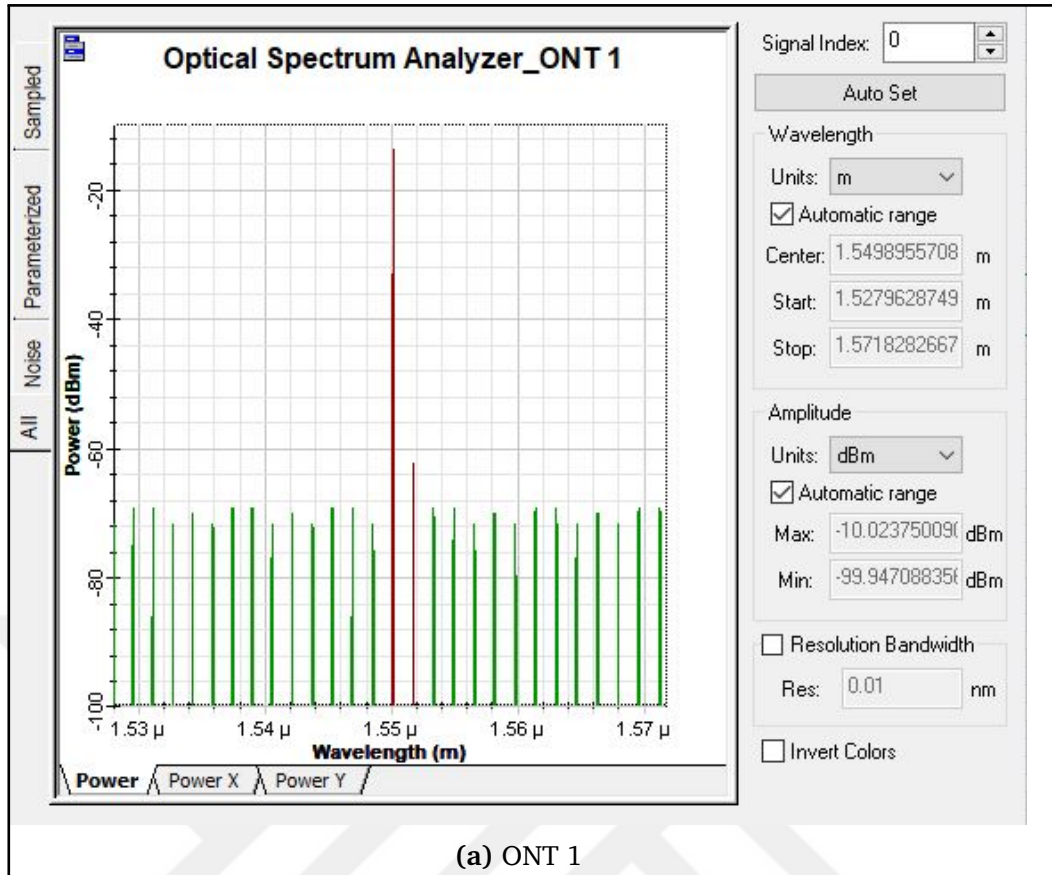 Optical Spectrum Analyzer_ONT 1
Sampled
Parameterized
Noise
All
Power (dBm)
-20
-40
-60
-80
-100
1.53 µ
1.54 µ
1.55 µ
1.56 µ
1.57 µ
Wavelength (m)
Power
Power X
Power Y
Signal Index: 0
Auto Set
Wavelength
Units: m
Automatic range
Center: 1.5498955708 m
Start: 1.5279628749 m
Stop: 1.5718282667 m
Amplitude
Units: dBm
Automatic range
Max: -10.02375009 dBm
Min: -99.94708835 dBm
Resolution Bandwidth
Res: 0.01 nm
Invert Colors
(a) ONT 1